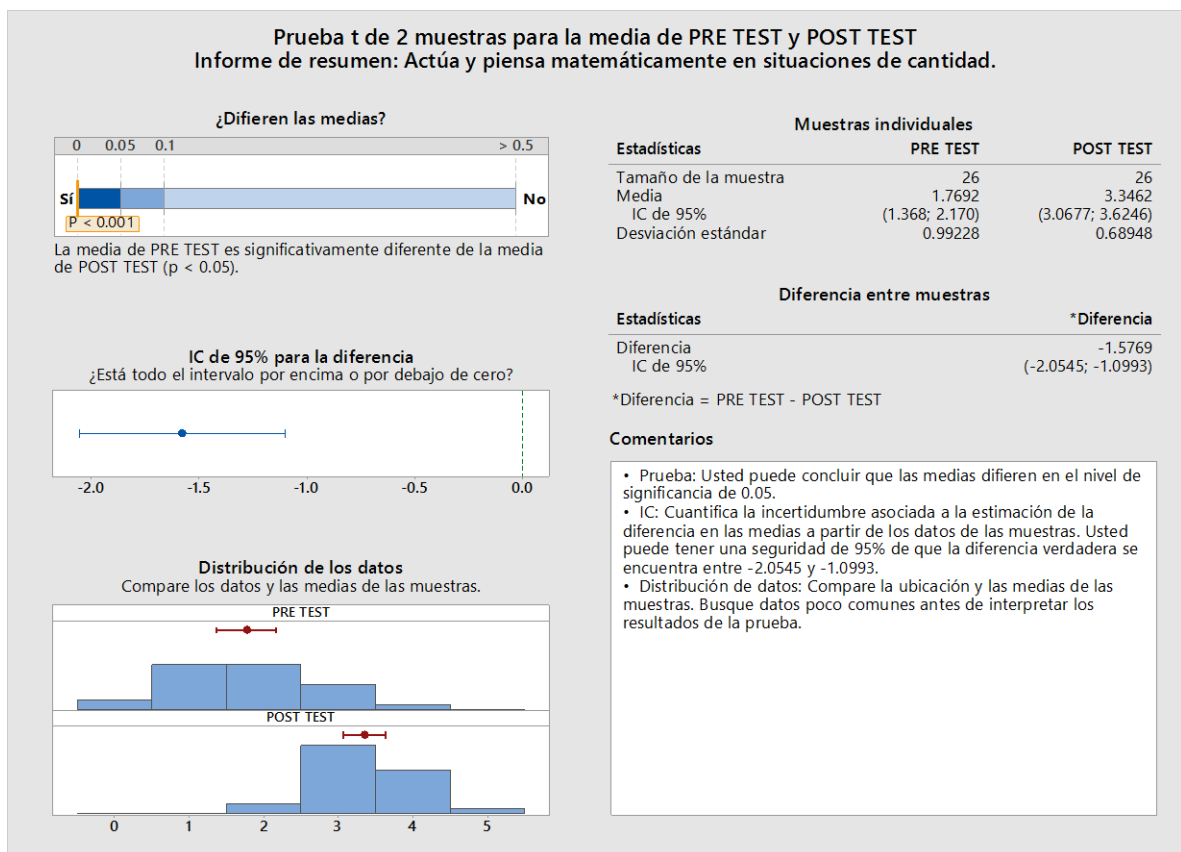 Prueba t de 2 muestras para la media de PRE TEST y POST TEST
Informe de resumen: Actúa y piensa matemáticamente en situaciones de cantidad.
¿Difieren las medias?
0 0.05 0.1 > 0.5
Sí No
P < 0.001
La media de PRE TEST es significativamente diferente de la media
de POST TEST (p < 0.05).
IC de 95% para la diferencia
¿Está todo el intervalo por encima o por debajo de cero?
-2.0 -1.5 -1.0 -0.5 0.0
Distribución de los datos
Compare los datos y las medias de las muestras.
PRE TEST
POST TEST
0 1 2 3 4 5
Muestras individuales
Estadísticas PRE TEST POST TEST
Tamaño de la muestra 26 26
Media 1.7692 3.3462
IC de 95% (1.368; 2.170) (3.0677; 3.6246)
Desviación estándar 0.99228 0.68948
Diferencia entre muestras
Estadísticas *Diferencia
Diferencia -1.5769
IC de 95% (-2.0545; -1.0993)
*Diferencia = PRE TEST - POST TEST
Comentarios
• Prueba: Usted puede concluir que las medias difieren en el nivel de
significancia de 0.05.
• IC: Cuantifica la incertidumbre asociada a la estimación de la
diferencia en las medias a partir de los datos de las muestras. Usted
puede tener una seguridad de 95% de que la diferencia verdadera se
encuentra entre -2.0545 y -1.0993.
• Distribución de datos: Compare la ubicación y las medias de las
muestras. Busque datos poco comunes antes de interpretar los
resultados de la prueba.